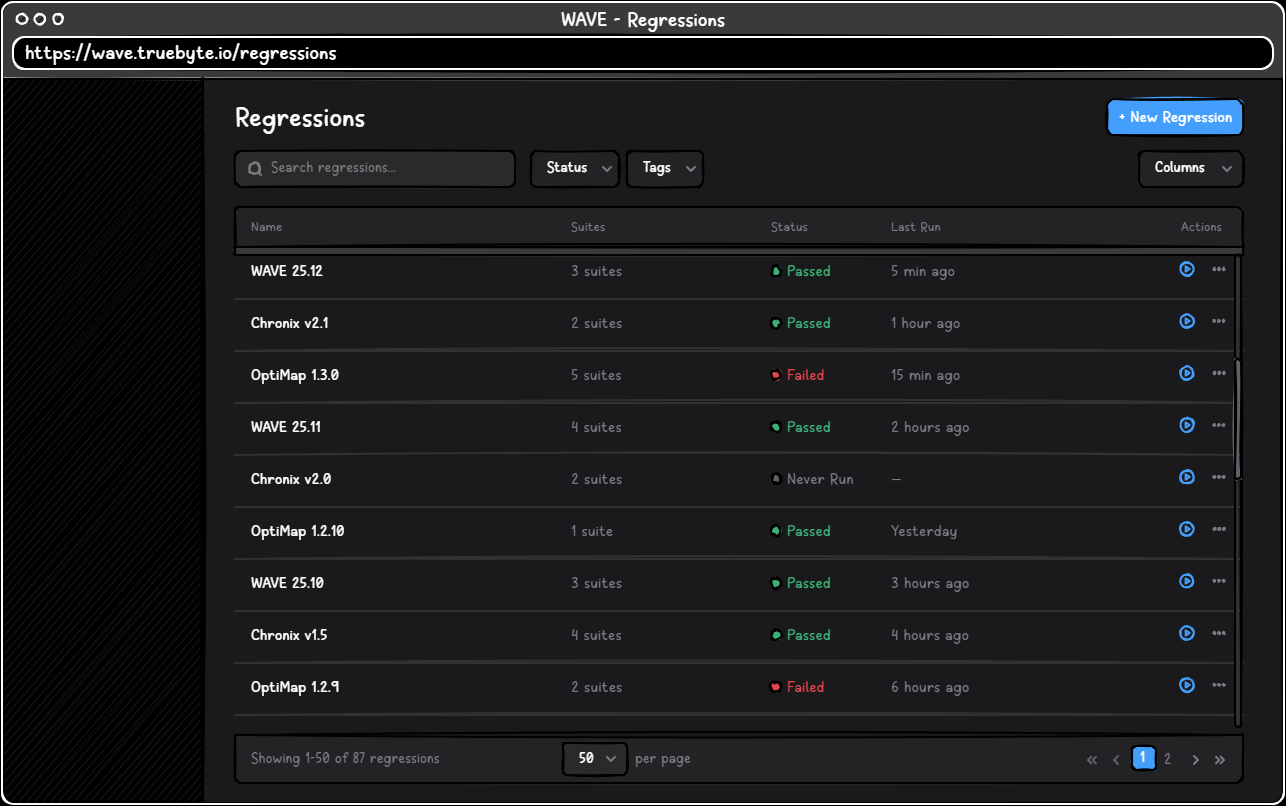 WAVE - Regressions
https://wave.truebyte.io/regressions
Regressions
+ New Regression
Search regressions...
Status
Tags
Columns
Name Suites Status Last Run Actions
WAVE 25.12 3 suites Passed 5 min ago
Chronix v2.1 2 suites Passed 1 hour ago
OptiMap 1.3.0 5 suites Failed 15 min ago
WAVE 25.11 4 suites Passed 2 hours ago
Chronix v2.0 2 suites Never Run —
OptiMap 1.2.10 1 suite Passed Yesterday
WAVE 25.10 3 suites Passed 3 hours ago
Chronix v1.5 4 suites Passed 4 hours ago
OptiMap 1.2.9 2 suites Failed 6 hours ago
Showing 1-50 of 87 regressions 50 per page « ‹ 1 2 › »